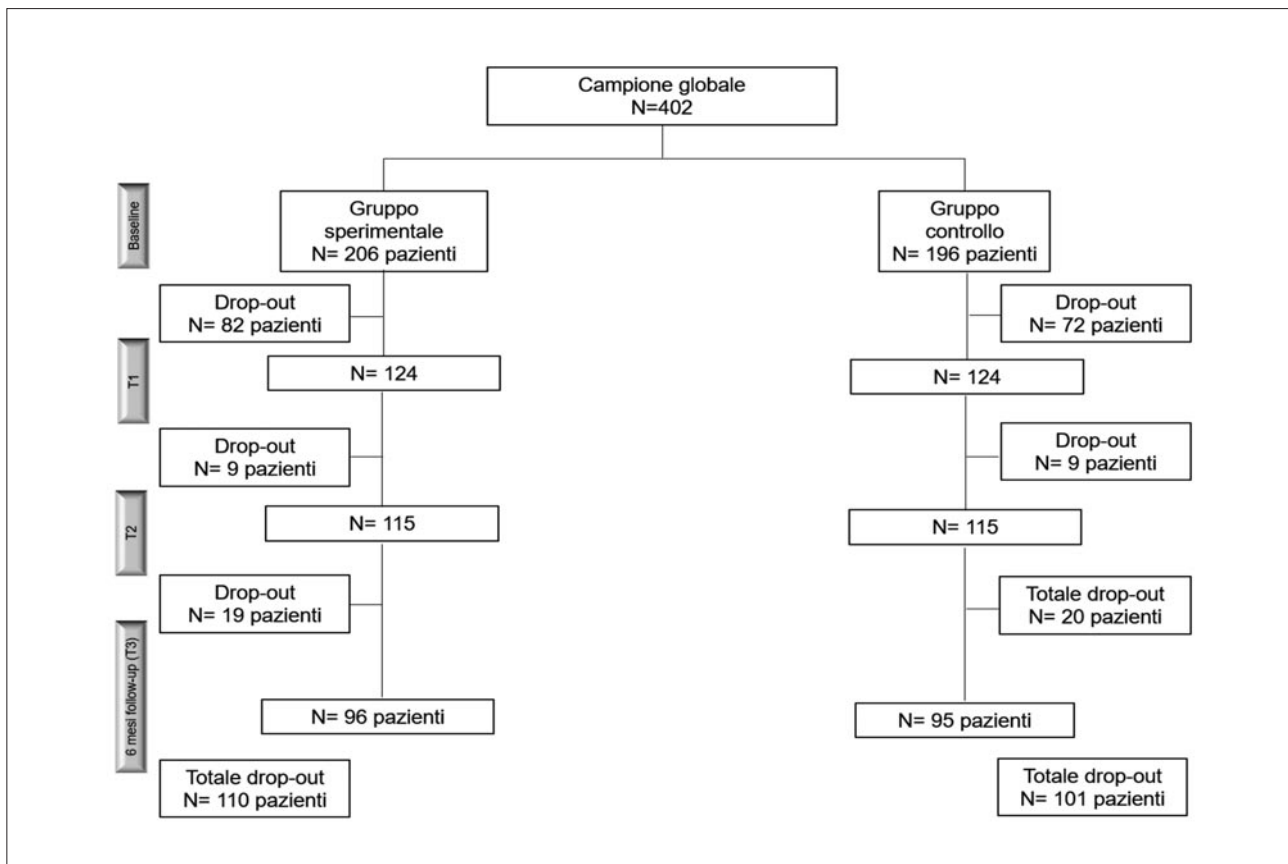 Campione globale
N=402
Baseline
Gruppo
sperimentale
N= 206 pazienti
Gruppo
controllo
N= 196 pazienti
Drop-out
N= 82 pazienti
Drop-out
N= 72 pazienti
T1
N= 124
N= 124
Drop-out
N= 9 pazienti
Drop-out
N= 9 pazienti
T2
N= 115
N= 115
Drop-out
N= 19 pazienti
Totale drop-out
N= 20 pazienti
6 mesi follow-up (T3)
N= 96 pazienti
N= 95 pazienti
Totale drop-out
N= 110 pazienti
Totale drop-out
N= 101 pazienti